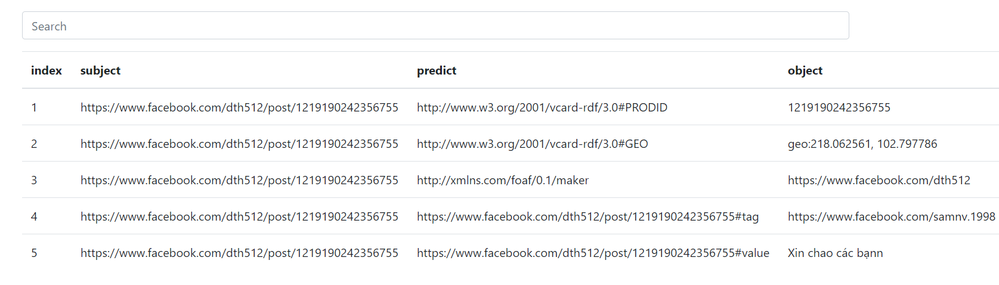 Search
index subject predict object
1 https://www.facebook.com/dth512/post/1219190242356755 http://www.w3.org/2001/vcard-rdf/3.0#PRODID 1219190242356755
2 https://www.facebook.com/dth512/post/1219190242356755 http://www.w3.org/2001/vcard-rdf/3.0#GEO geo:218.062561, 102.797786
3 https://www.facebook.com/dth512/post/1219190242356755 http://xmlns.com/foaf/0.1/maker https://www.facebook.com/dth512
4 https://www.facebook.com/dth512/post/1219190242356755 https://www.facebook.com/dth512/post/1219190242356755#tag https://www.facebook.com/samnv.1998
5 https://www.facebook.com/dth512/post/1219190242356755 https://www.facebook.com/dth512/post/1219190242356755#value Xin chao các bạnn